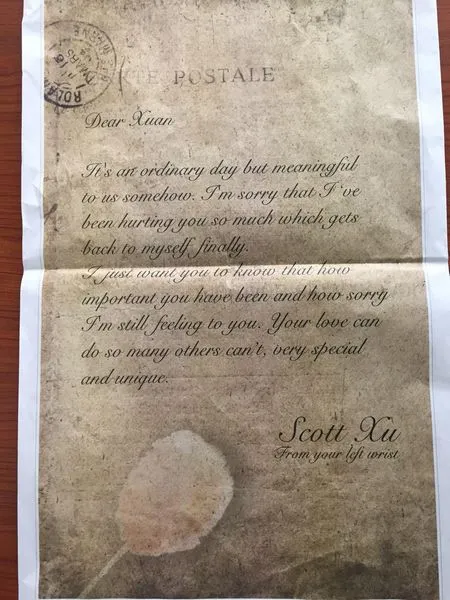 TE POSTALE
MARS
Dear Xuan
It's an ordinary day but meaningful
to us somehow. I'm sorry that I 've
been hurting you so much which gets
back to myself finally.
I just want you to know that how
important you have been and how sorry
I'm still feeling to you. Your love can
do so many others can't, very special
and unique.
Scott Xu
From your left wrist